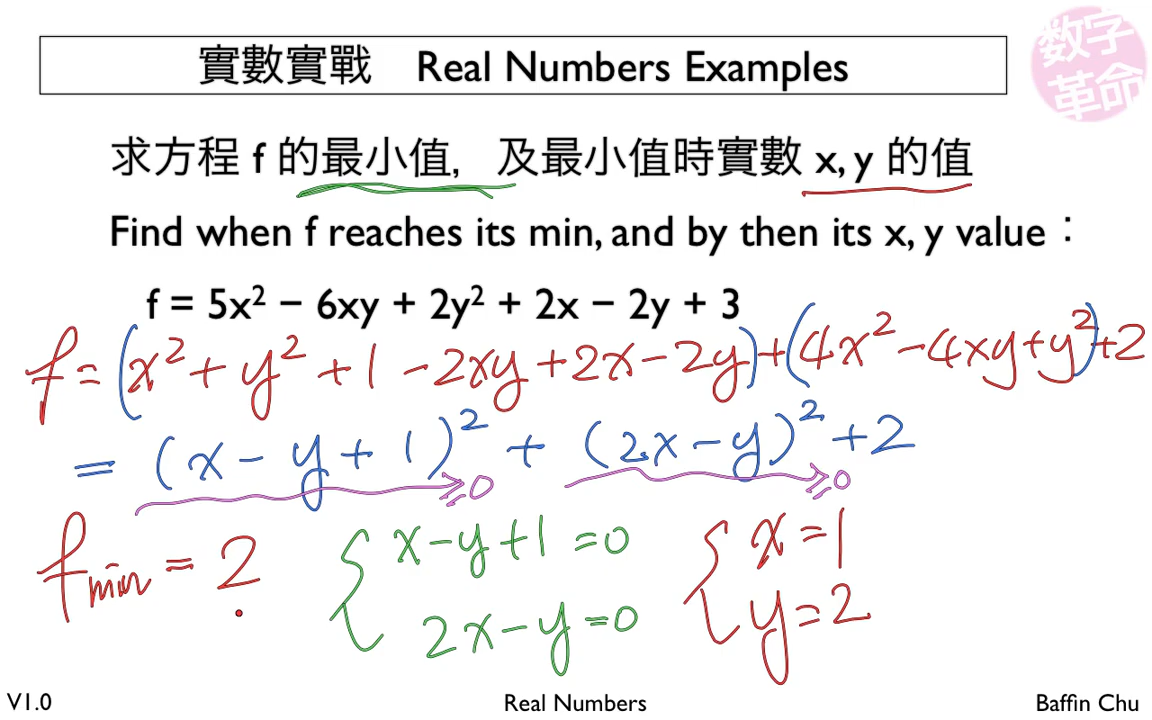 数字
革命
實數實戰 Real Numbers Examples
求方程 f 的最小值, 及最小值時實數 x, y 的值
Find when f reaches its min, and by then its x, y value：
f = 5x² − 6xy + 2y² + 2x − 2y + 3
f = (x² + y² + 1 − 2xy + 2x − 2y) + (4x² − 4xy + y²) + 2
= (x − y + 1)² + (2x − y)² + 2
≥0 ≥0
f min = 2 { x − y + 1 = 0 { x = 1
2x − y = 0 y = 2
V1.0 Real Numbers Baffin Chu